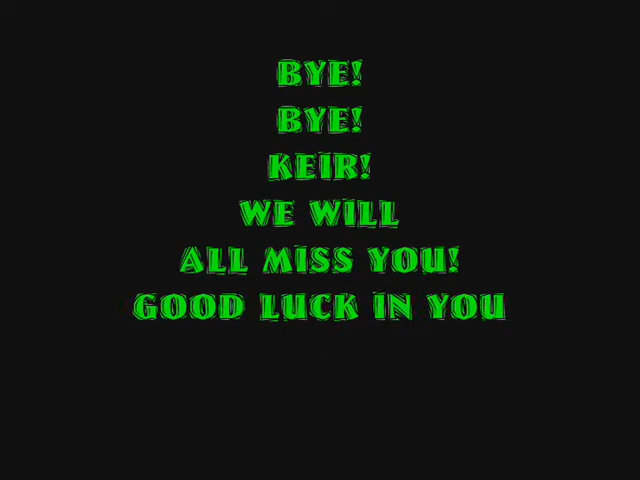 BYE!
BYE!
KEIR!
WE WILL
ALL MISS YOU!
GOOD LUCK IN YOU